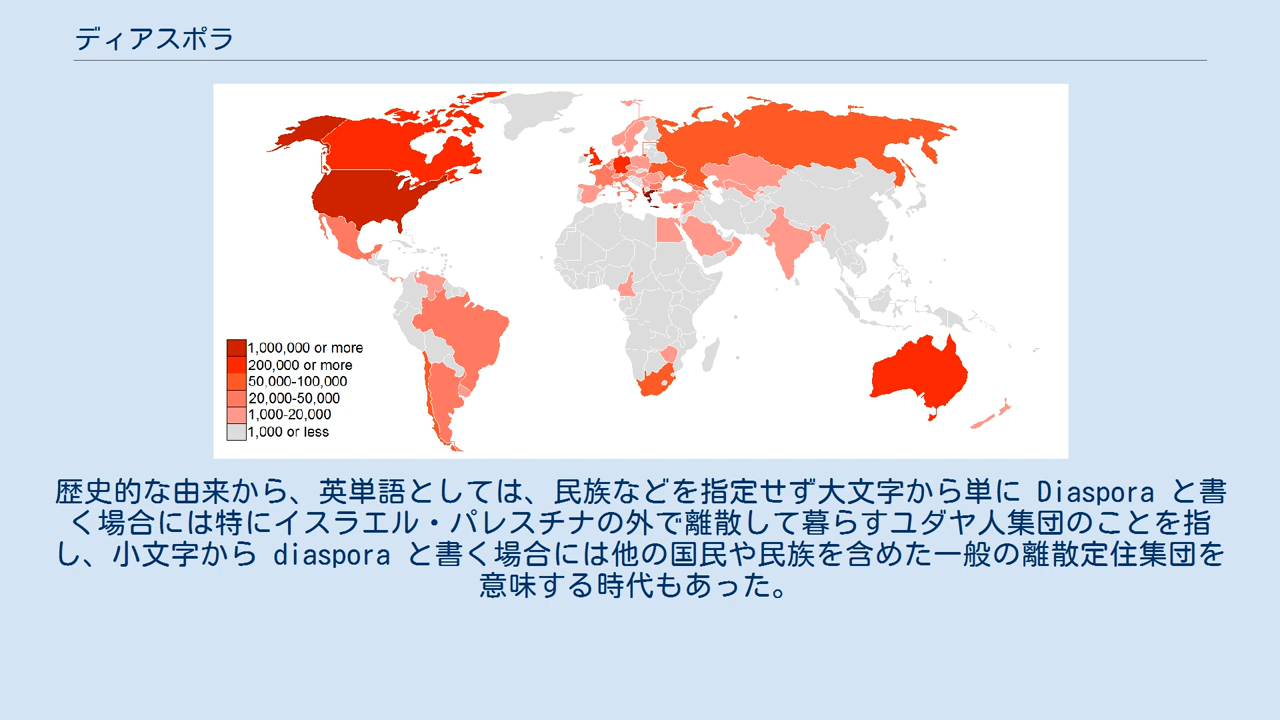 ディアスポラ
1,000,000 or more
200,000 or more
50,000-100,000
20,000-50,000
1,000-20,000
1,000 or less
歴史的な由来から、英単語としては、民族などを指定せず大文字から単に Diaspora と書
く場合には特にイスラエル・パレスチナの外で離散して暮らすユダヤ人集団のことを指
し、小文字から diaspora と書く場合には他の国民や民族を含めた一般の離散定住集団を
意味する時代もあった。